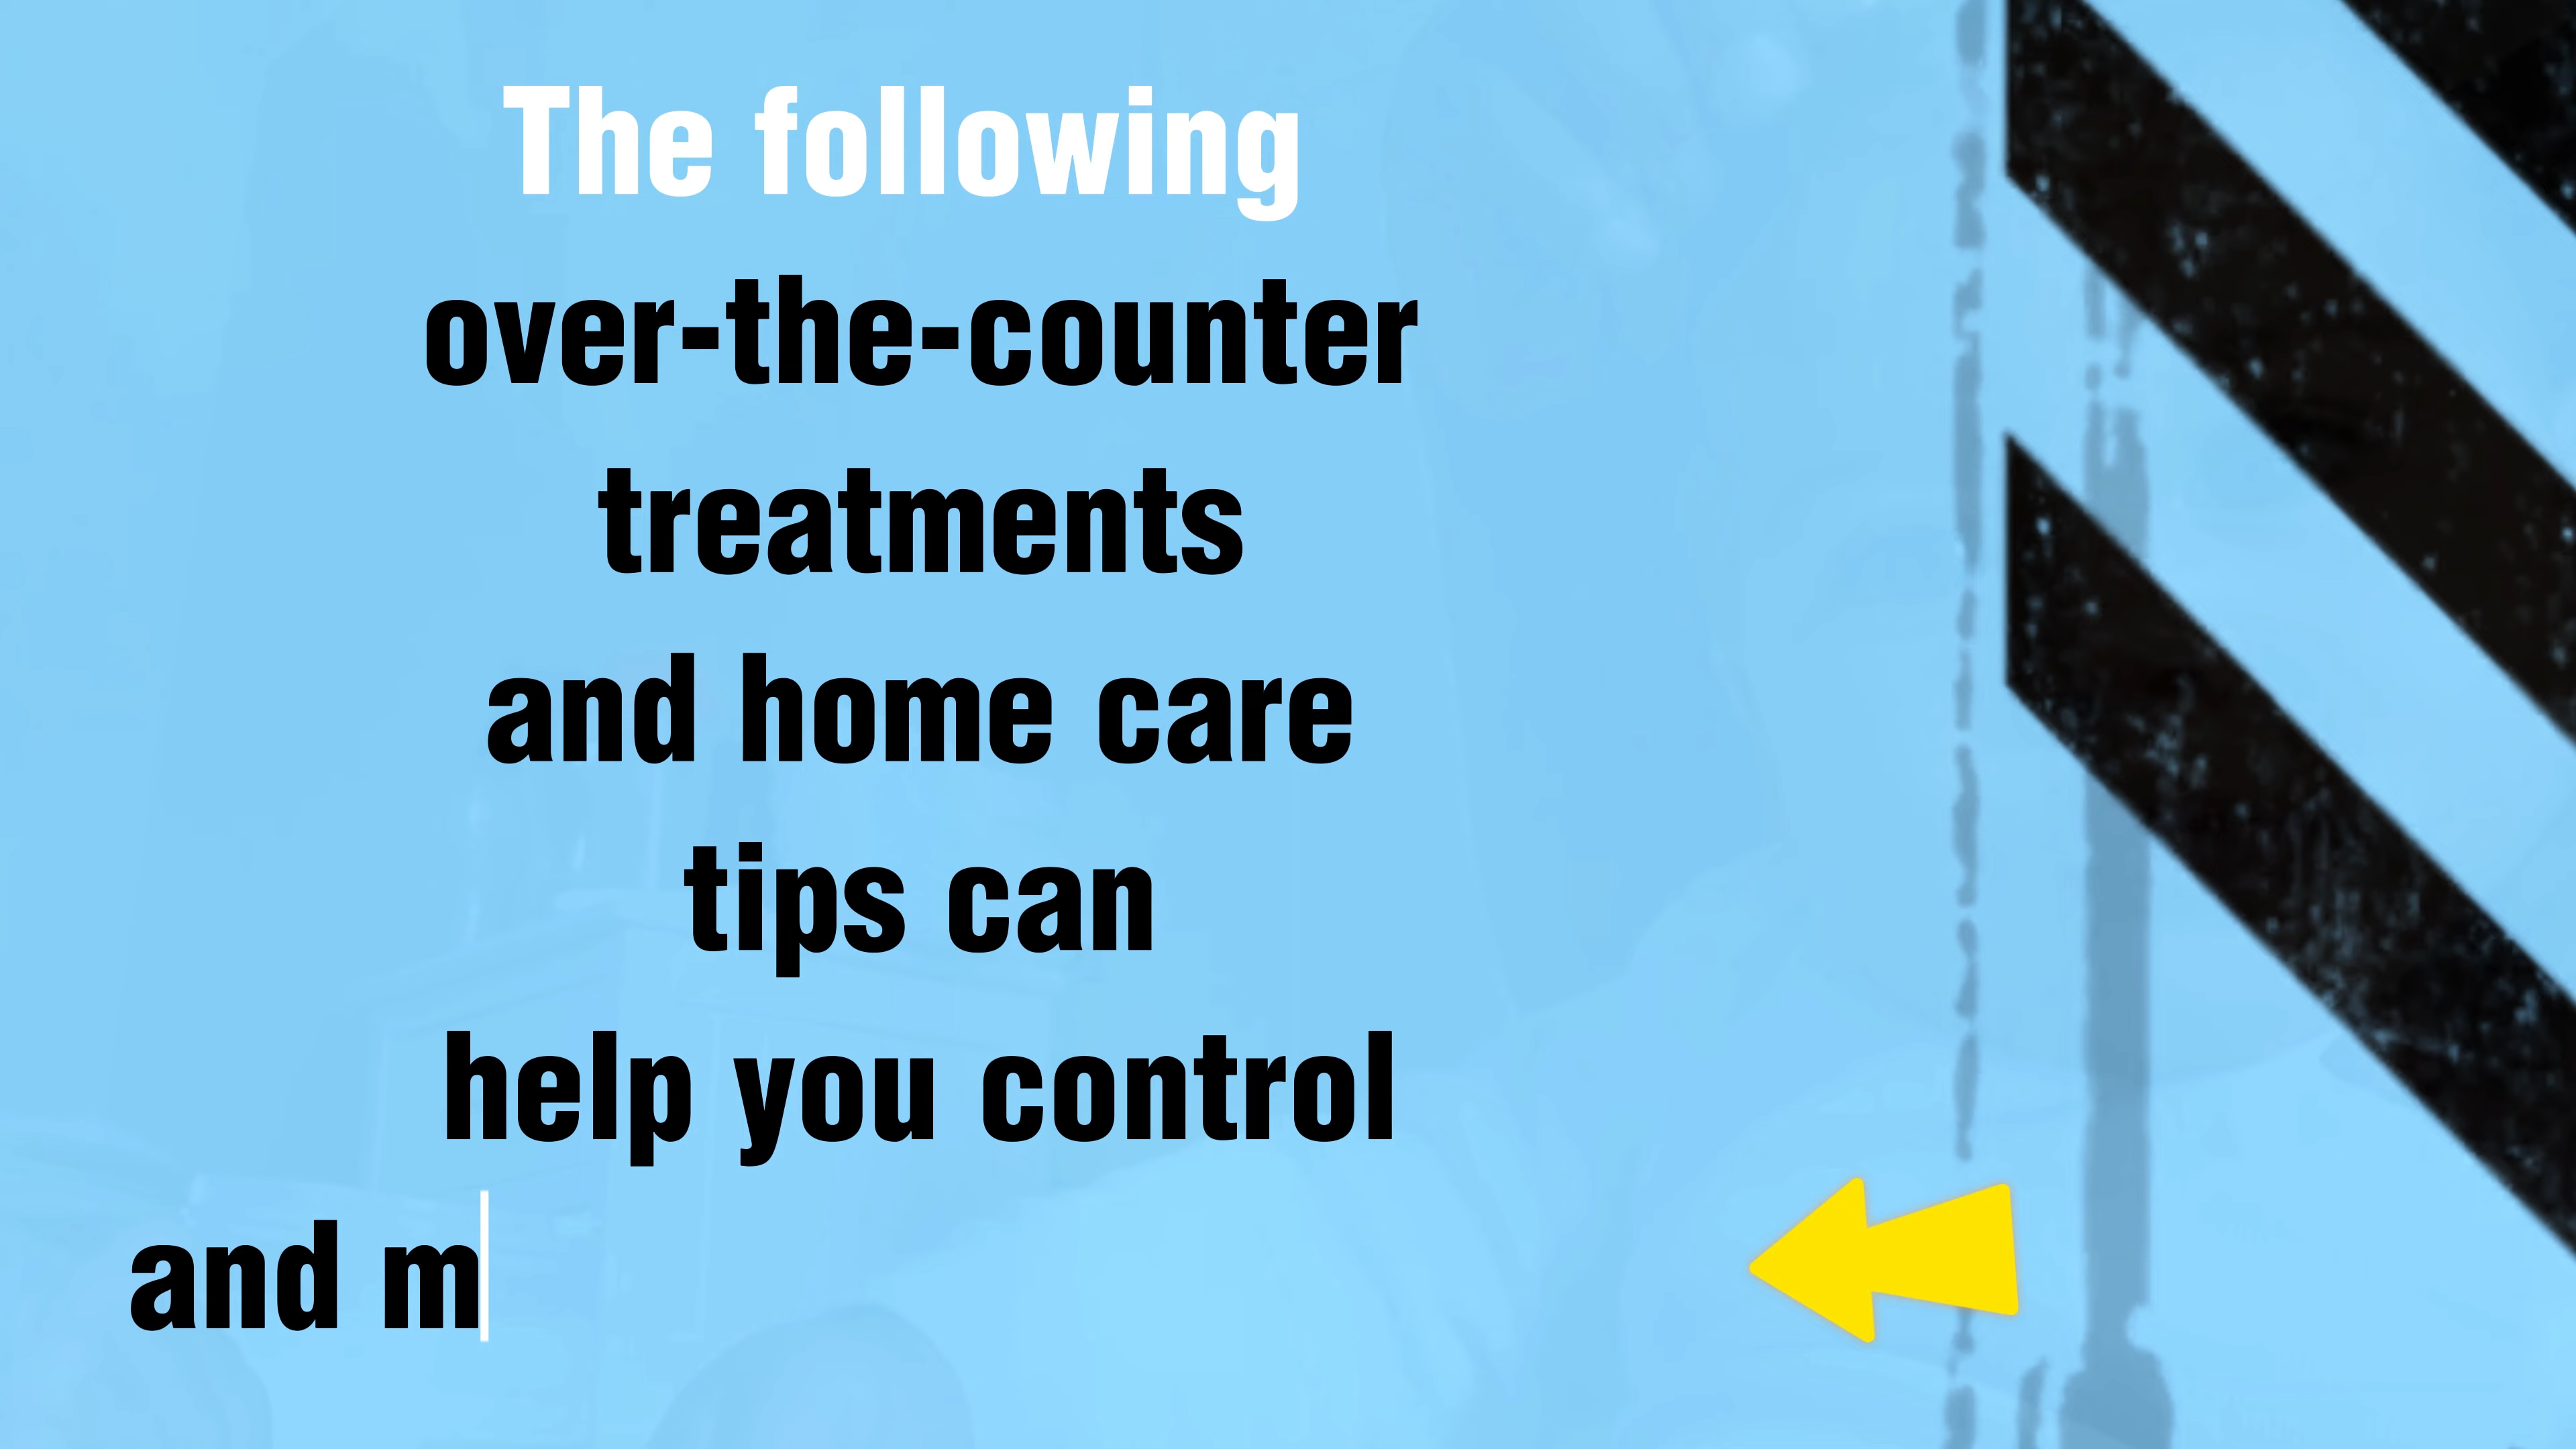 The following
over-the-counter
treatments
and home care
tips can
help you control
and m